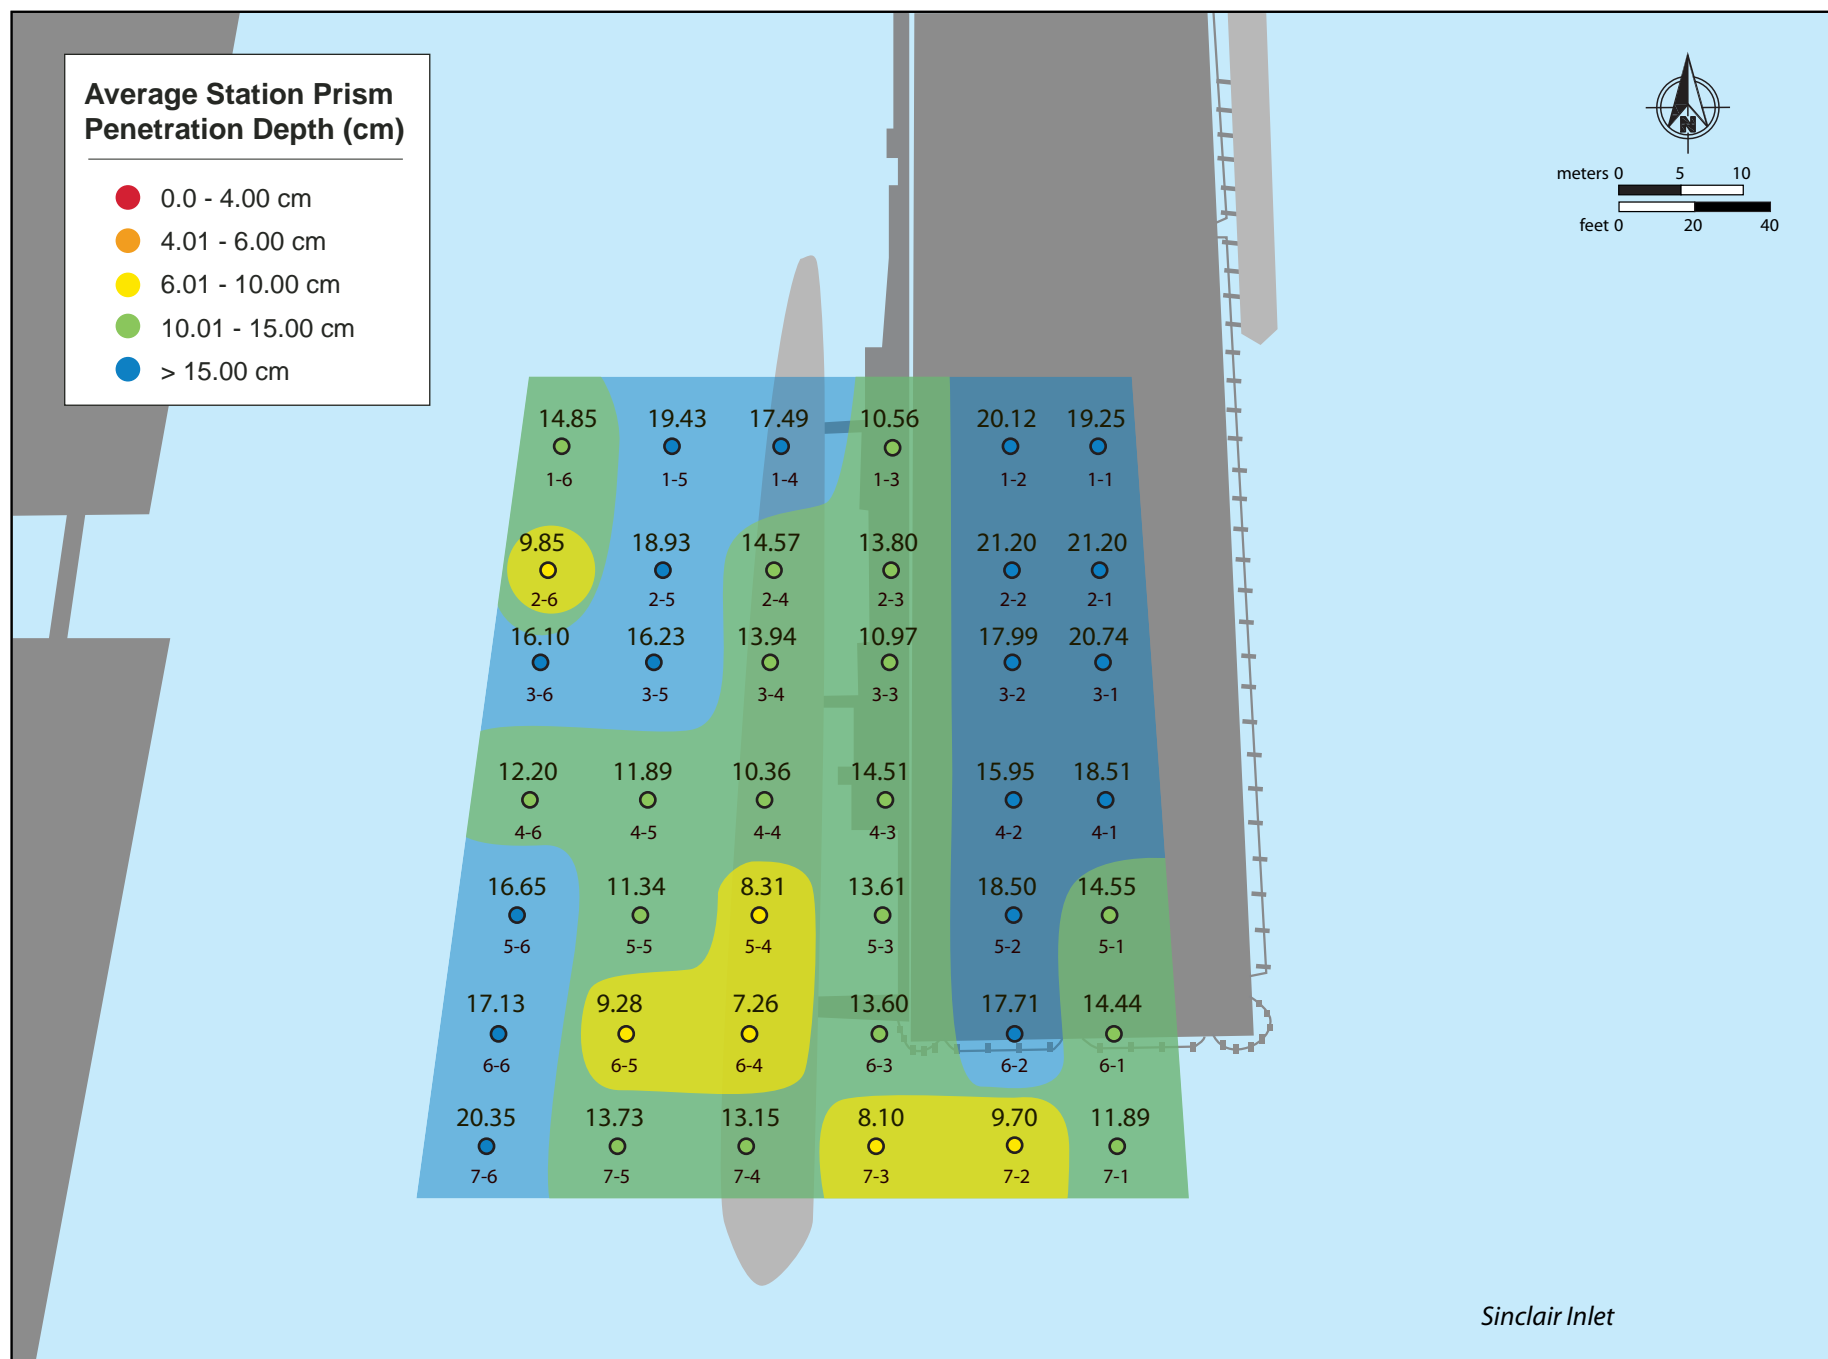 Average Station Prism
Penetration Depth (cm)
0.0 - 4.00 cm
4.01 - 6.00 cm
6.01 - 10.00 cm
10.01 - 15.00 cm
> 15.00 cm
N
meters 0 5 10
feet 0 20 40
14.85 19.43 17.49 10.56 20.12 19.25
1-6 1-5 1-4 1-3 1-2 1-1
9.85 18.93 14.57 13.80 21.20 21.20
2-6 2-5 2-4 2-3 2-2 2-1
16.10 16.23 13.94 10.97 17.99 20.74
3-6 3-5 3-4 3-3 3-2 3-1
12.20 11.89 10.36 14.51 15.95 18.51
4-6 4-5 4-4 4-3 4-2 4-1
16.65 11.34 8.31 13.61 18.50 14.55
5-6 5-5 5-4 5-3 5-2 5-1
17.13 9.28 7.26 13.60 17.71 14.44
6-6 6-5 6-4 6-3 6-2 6-1
20.35 13.73 13.15 8.10 9.70 11.89
7-6 7-5 7-4 7-3 7-2 7-1
Sinclair Inlet